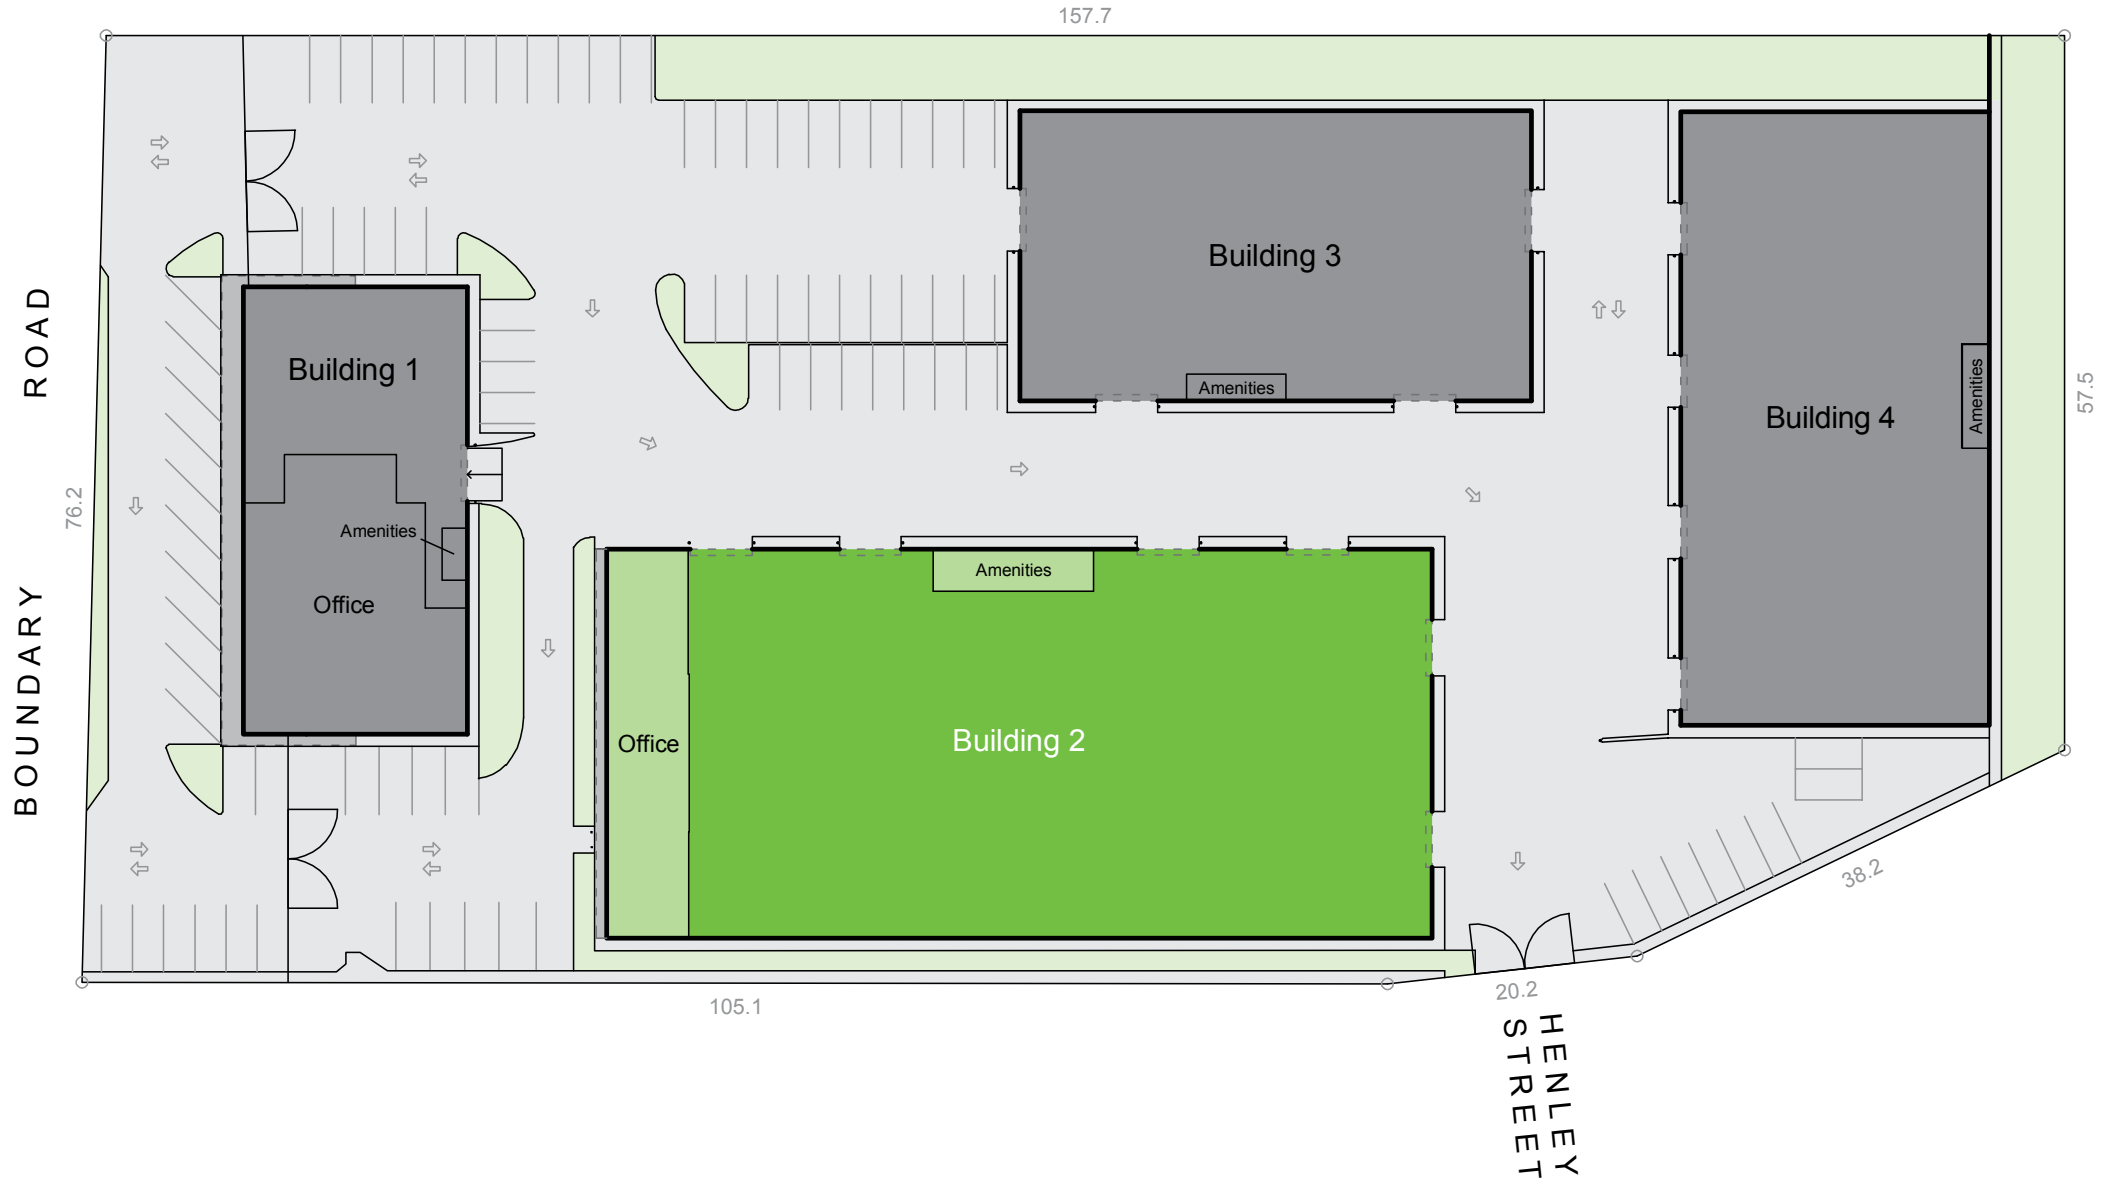 157.7
Building 3
Building 1
Amenities
Amenities
Building 4
57.5
BOUNDARY ROAD
76.2
Amenities
Amenities
Office
Office
Building 2
38.2
20.2
105.1
HENLEY
STREET